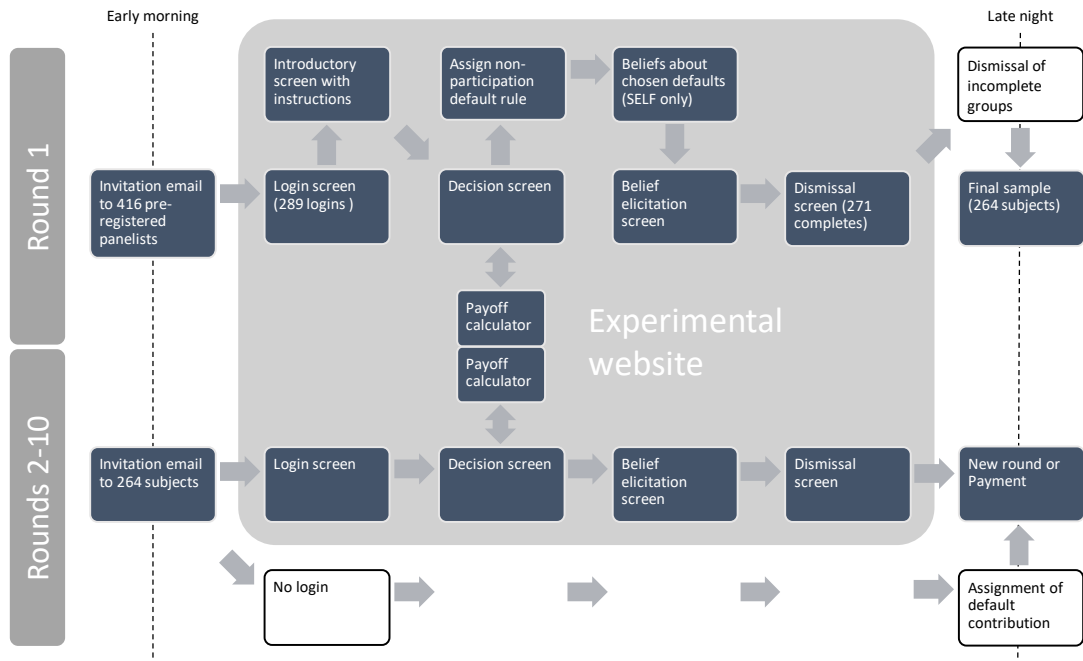 Early morning
Late night
Round 1
Introductory
screen with
instructions
Assign non-
participation
default rule
Beliefs about
chosen defaults
(SELF only)
Dismissal of
incomplete
groups
Invitation email
to 416 pre-
registered
panelists
Login screen
(289 logins )
Decision screen
Belief
elicitation
screen
Dismissal
screen (271
completes)
Final sample
(264 subjects)
Payoff
calculator
Experimental
website
Payoff
calculator
Rounds 2-10
Invitation email
to 264 subjects
Login screen
Decision screen
Belief
elicitation
screen
Dismissal
screen
New round or
Payment
No login
Assignment of
default
contribution